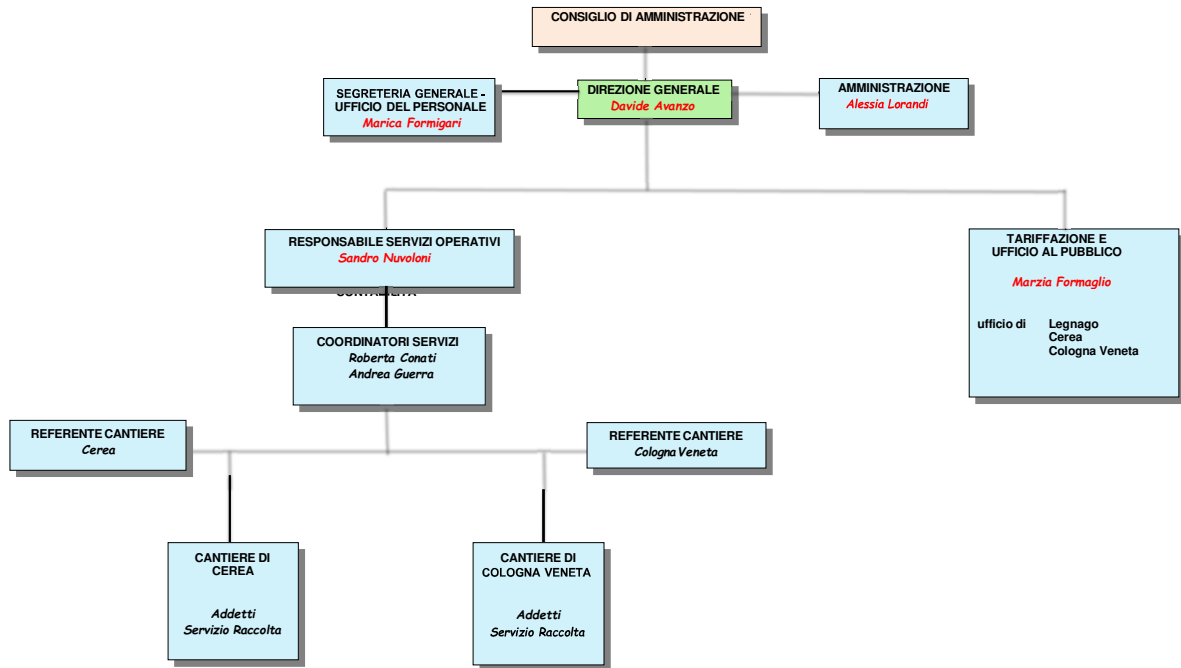 CONSIGLIO DI AMMINISTRAZIONE
SEGRETERIA GENERALE -
UFFICIO DEL PERSONALE
Marica Formigari
DIREZIONE GENERALE
Davide Avanzo
AMMINISTRAZIONE
Alessia Lorandi
RESPONSABILE SERVIZI OPERATIVI
Sandro Nuvoloni
TARIFFAZIONE E
UFFICIO AL PUBBLICO
Marzia Formaglio
ufficio di Legnago
Cerea
Cologna Veneta
COORDINATORI SERVIZI
Roberta Conati
Andrea Guerra
REFERENTE CANTIERE
Cerea
REFERENTE CANTIERE
Cologna Veneta
CANTIERE DI
CEREA
Addetti
Servizio Raccolta
CANTIERE DI
COLOGNA VENETA
Addetti
Servizio Raccolta